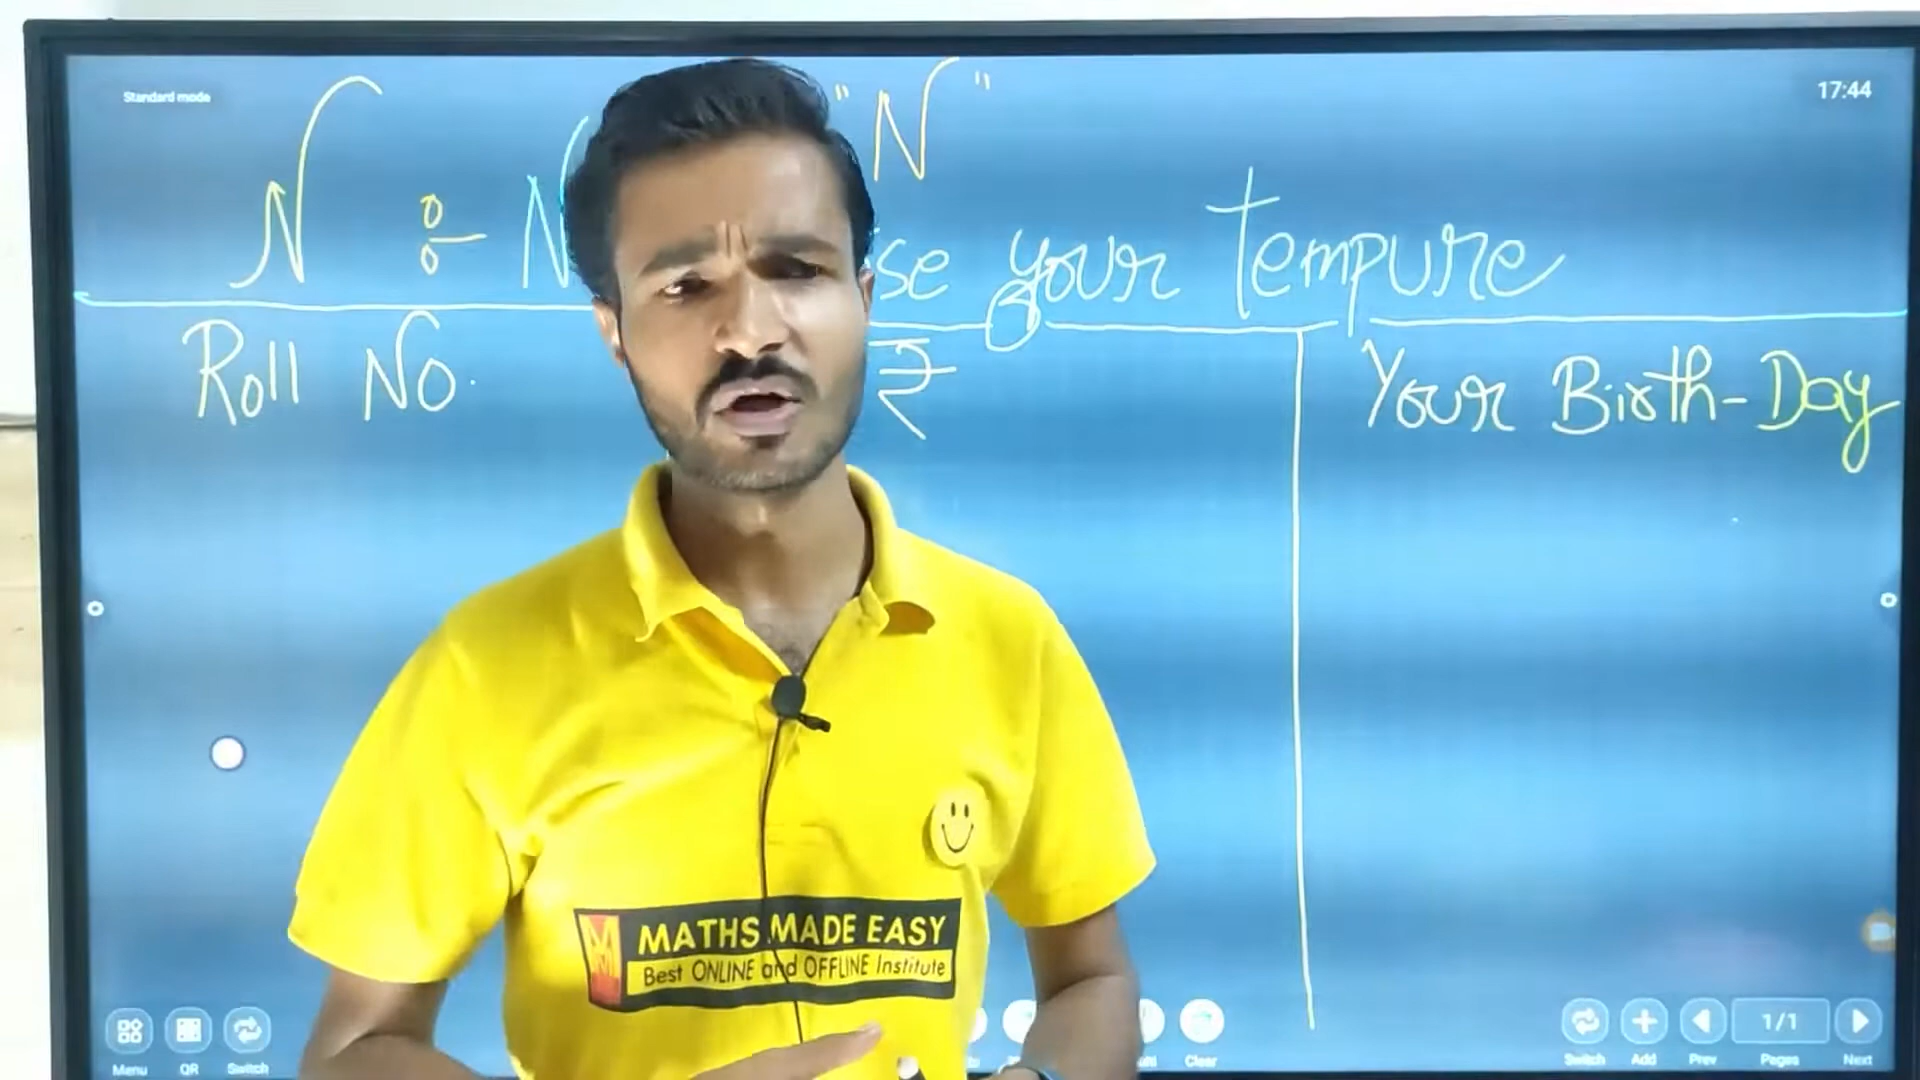 Standard mode
17:44
"N"
N ÷ N se your Tempure
Roll No.
₹
Your Birth-Day
MATHS MADE EASY
Best ONLINE and OFFLINE Institute
Menu QR Switch Clear Switch Add Prev 1/1 Pages Next